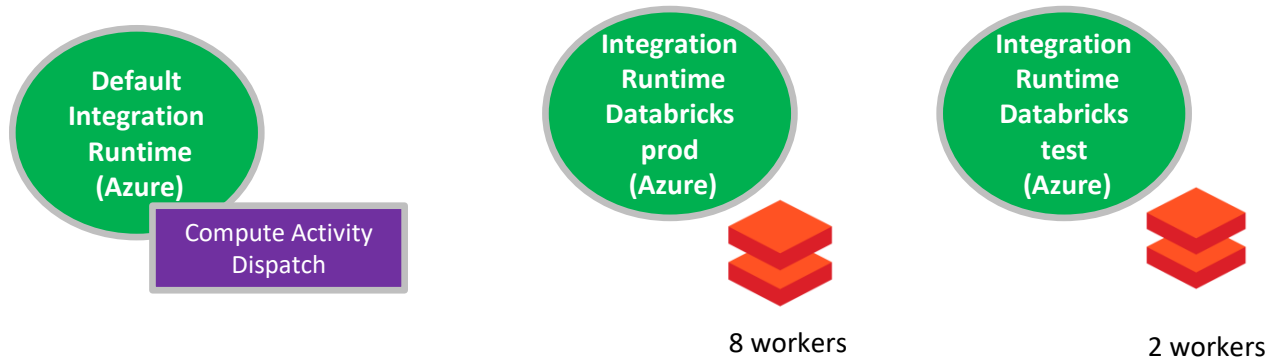 Default
Integration
Runtime
(Azure)
Compute Activity
Dispatch
Integration
Runtime
Databricks
prod
(Azure)
8 workers
Integration
Runtime
Databricks
test
(Azure)
2 workers